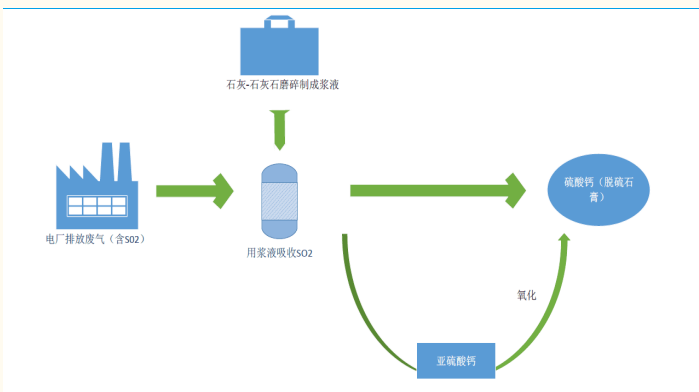 石灰-石灰石磨碎制成浆液
电厂排放废气（含SO2）
用浆液吸收SO2
硫酸钙（脱硫石
膏）
氧化
亚硫酸钙